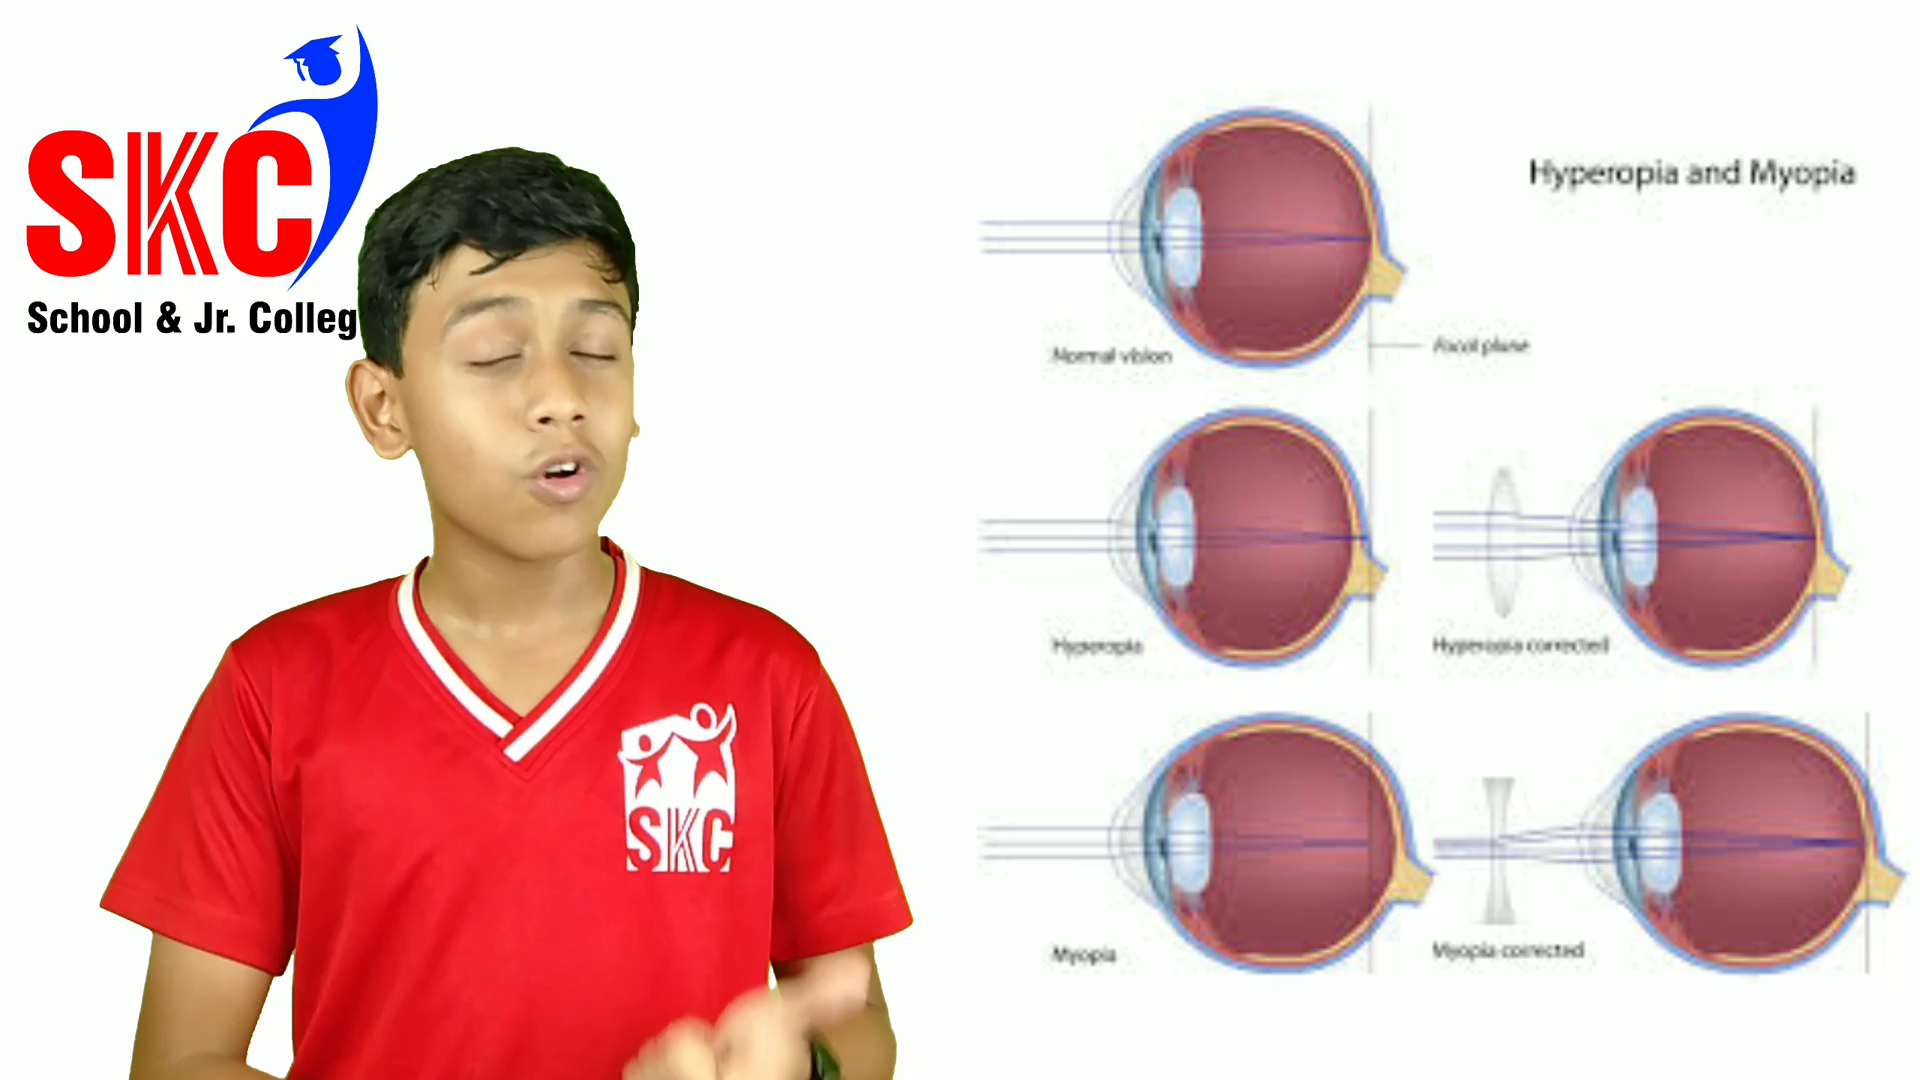 SKC
School & Jr. Colleg
SKC
Hyperopia and Myopia
Normal vision
Focal plane
Hyperopia
Hyperopia corrected
Myopia
Myopia corrected